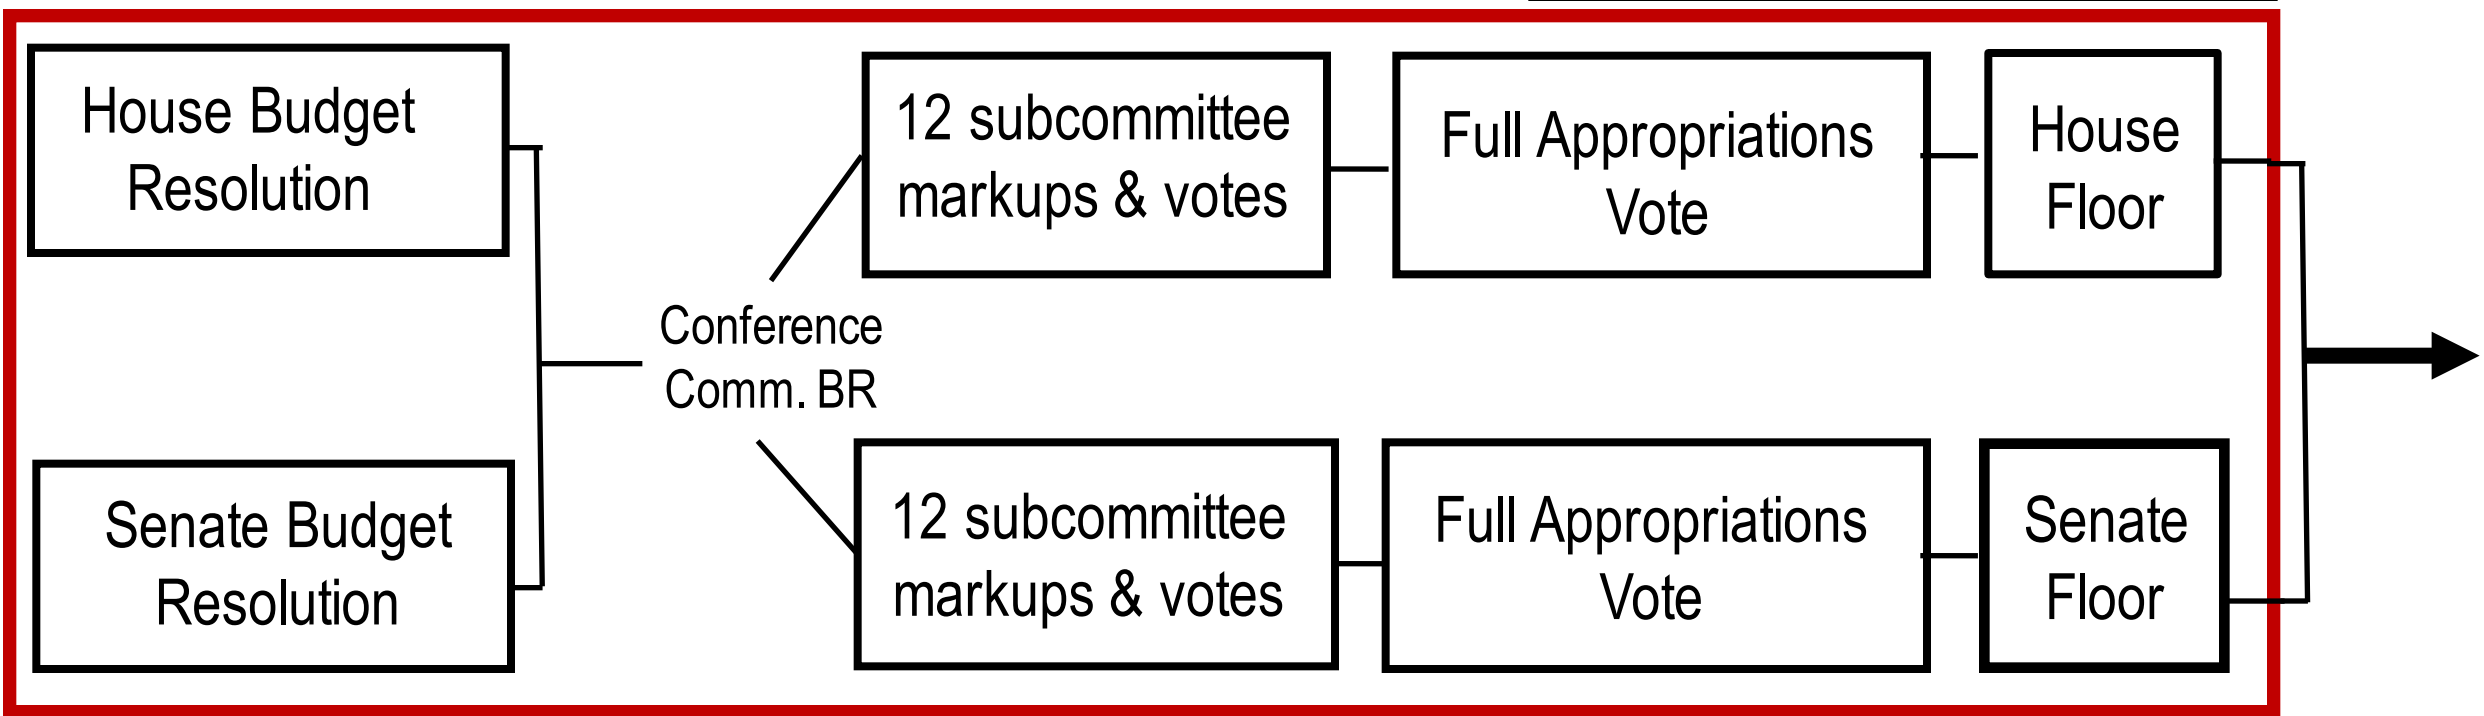 House Budget
Resolution
12 subcommittee
markups & votes
Full Appropriations
Vote
House
Floor
Conference
Comm. BR
Senate Budget
Resolution
12 subcommittee
markups & votes
Full Appropriations
Vote
Senate
Floor